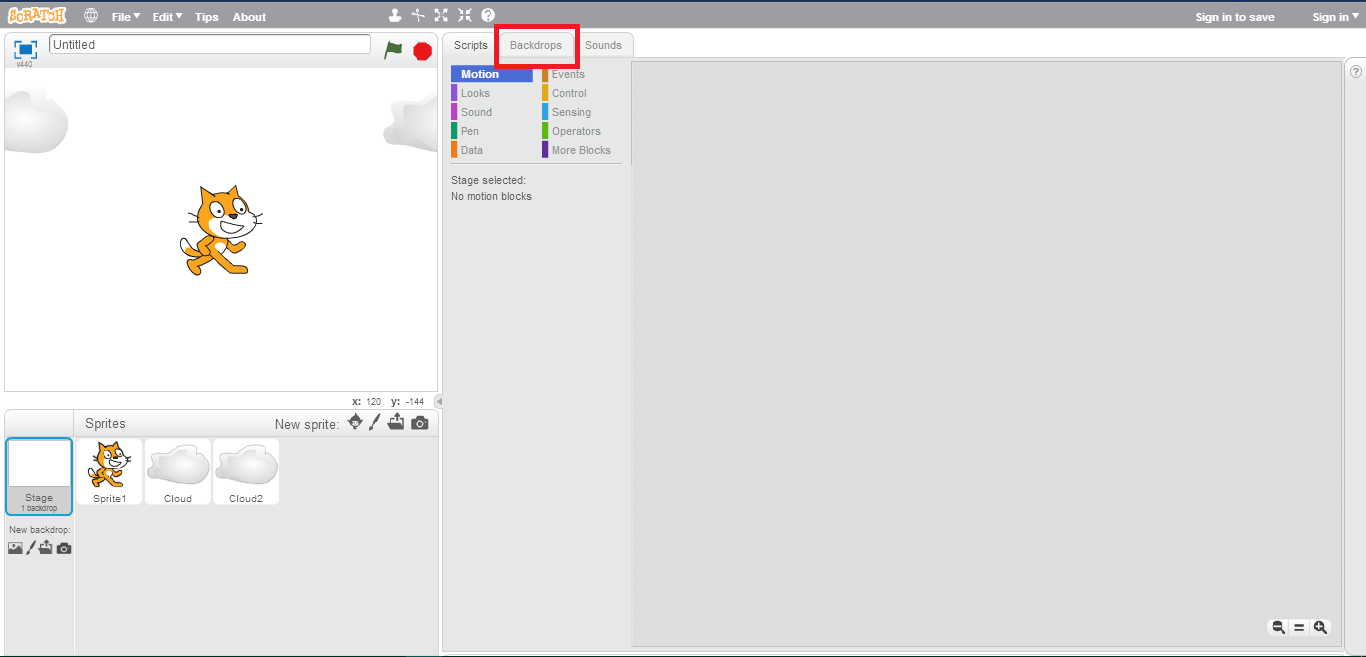 SCRATCH File Edit Tips About Sign in to save Sign in
Untitled
v440
Scripts Backdrops Sounds
Motion Events
Looks Control
Sound Sensing
Pen Operators
Data More Blocks
Stage selected:
No motion blocks
x: 120 y: -144
Sprites New sprite:
Stage
1 backdrop
Sprite1 Cloud Cloud2
New backdrop: